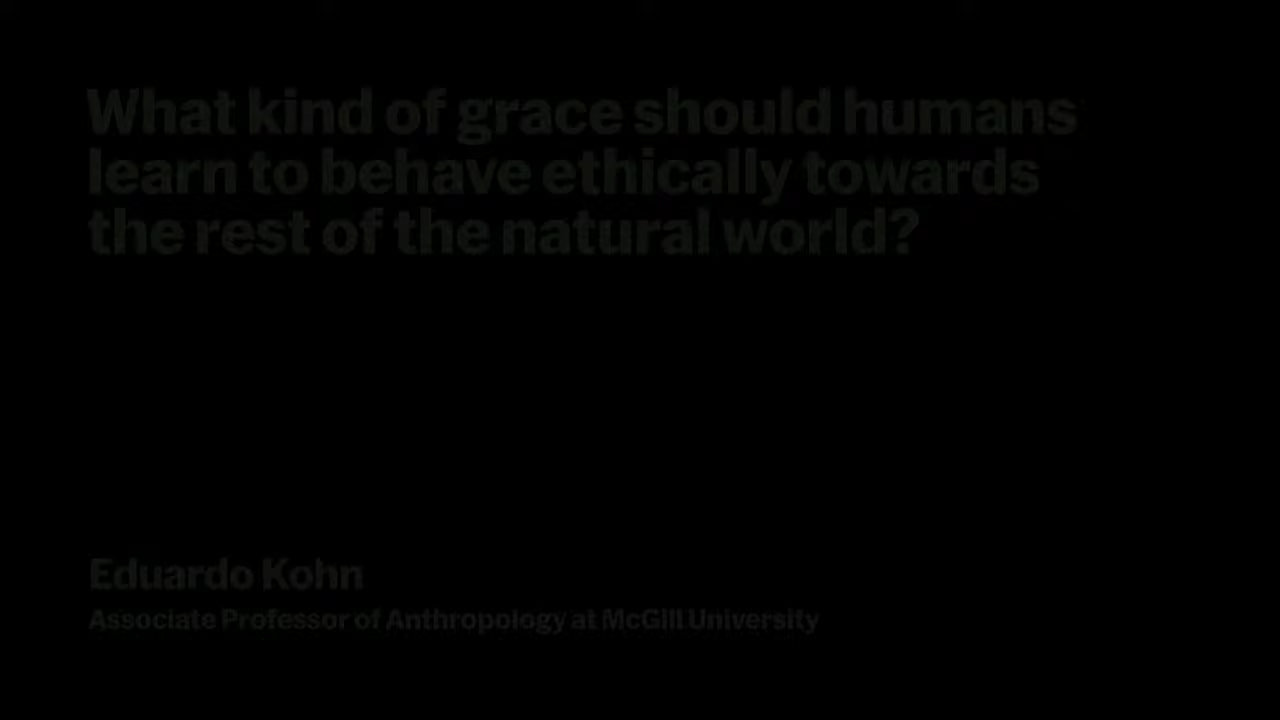 What kind of grace should humans
learn to behave ethically towards
the rest of the natural world?
Eduardo Kohn
Associate Professor of Anthropology at McGill University